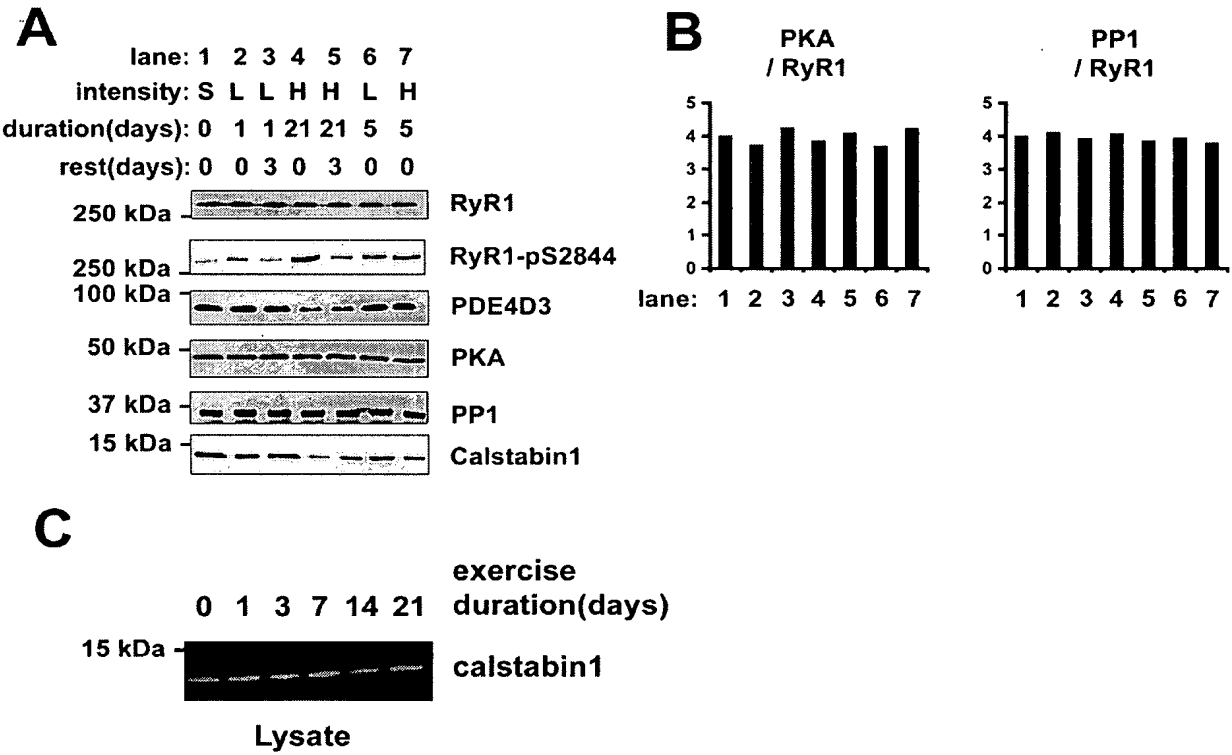 A
lane: 1 2 3 4 5 6 7
intensity: S L L H H L H
duration(days): 0 1 1 21 21 5 5
rest(days): 0 0 3 0 3 0 0
250 kDa
RyR1
250 kDa
RyR1-pS2844
100 kDa
PDE4D3
50 kDa
PKA
37 kDa
PP1
15 kDa
Calstabin1
B
PKA
/ RyR1
5
4
3
2
1
0
lane: 1 2 3 4 5 6 7
PP1
/ RyR1
5
4
3
2
1
0
1 2 3 4 5 6 7
C
exercise
0 1 3 7 14 21 duration(days)
15 kDa
calstabin1
Lysate